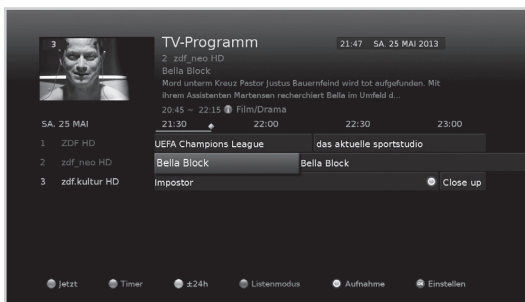 3
TV-Programm
21:47 SA. 25 MAI 2013
2 zdf_neo HD
Bella Block
Mord unterm Kreuz Pastor Justus Bauernfeind wird tot aufgefunden. Mit
ihrem Assistenten Martensen recherchiert Bella im Umfeld d...
20:45 ~ 22:15 Film/Drama
SA. 25 MAI 21:30 22:00 22:30 23:00
1 ZDF HD UEFA Champions League das aktuelle sportstudio
2 zdf_neo HD Bella Block Bella Block
3 zdf.kultur HD Impostor Close up
Jetzt Timer ±24h Listenmodus Aufnahme Einstellen